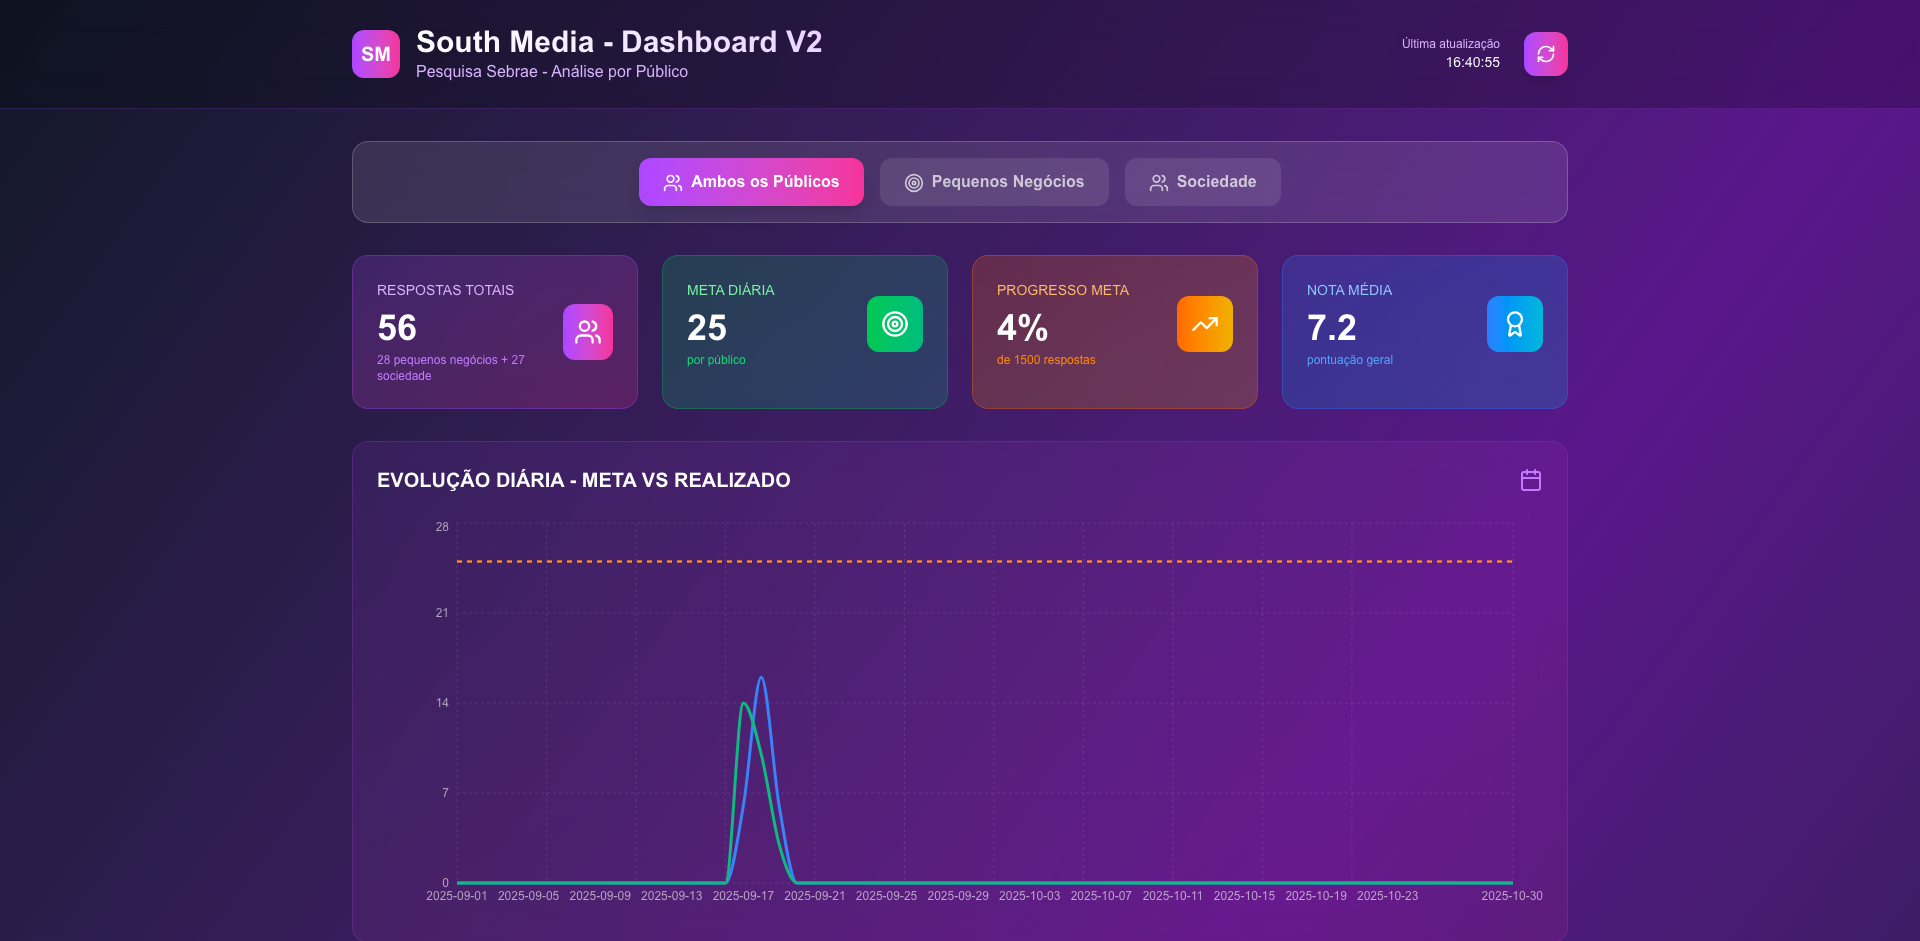 SM
South Media - Dashboard V2
Pesquisa Sebrae - Análise por Público
Última atualização
16:40:55
Ambos os Públicos
Pequenos Negócios
Sociedade
RESPOSTAS TOTAIS
56
28 pequenos negócios + 27
sociedade
META DIÁRIA
25
por público
PROGRESSO META
4%
de 1500 respostas
NOTA MÉDIA
7.2
pontuação geral
EVOLUÇÃO DIÁRIA - META VS REALIZADO
28
21
14
7
0
2025-09-01 2025-09-05 2025-09-09 2025-09-13 2025-09-17 2025-09-21 2025-09-25 2025-09-29 2025-10-03 2025-10-07 2025-10-11 2025-10-15 2025-10-19 2025-10-23 2025-10-30